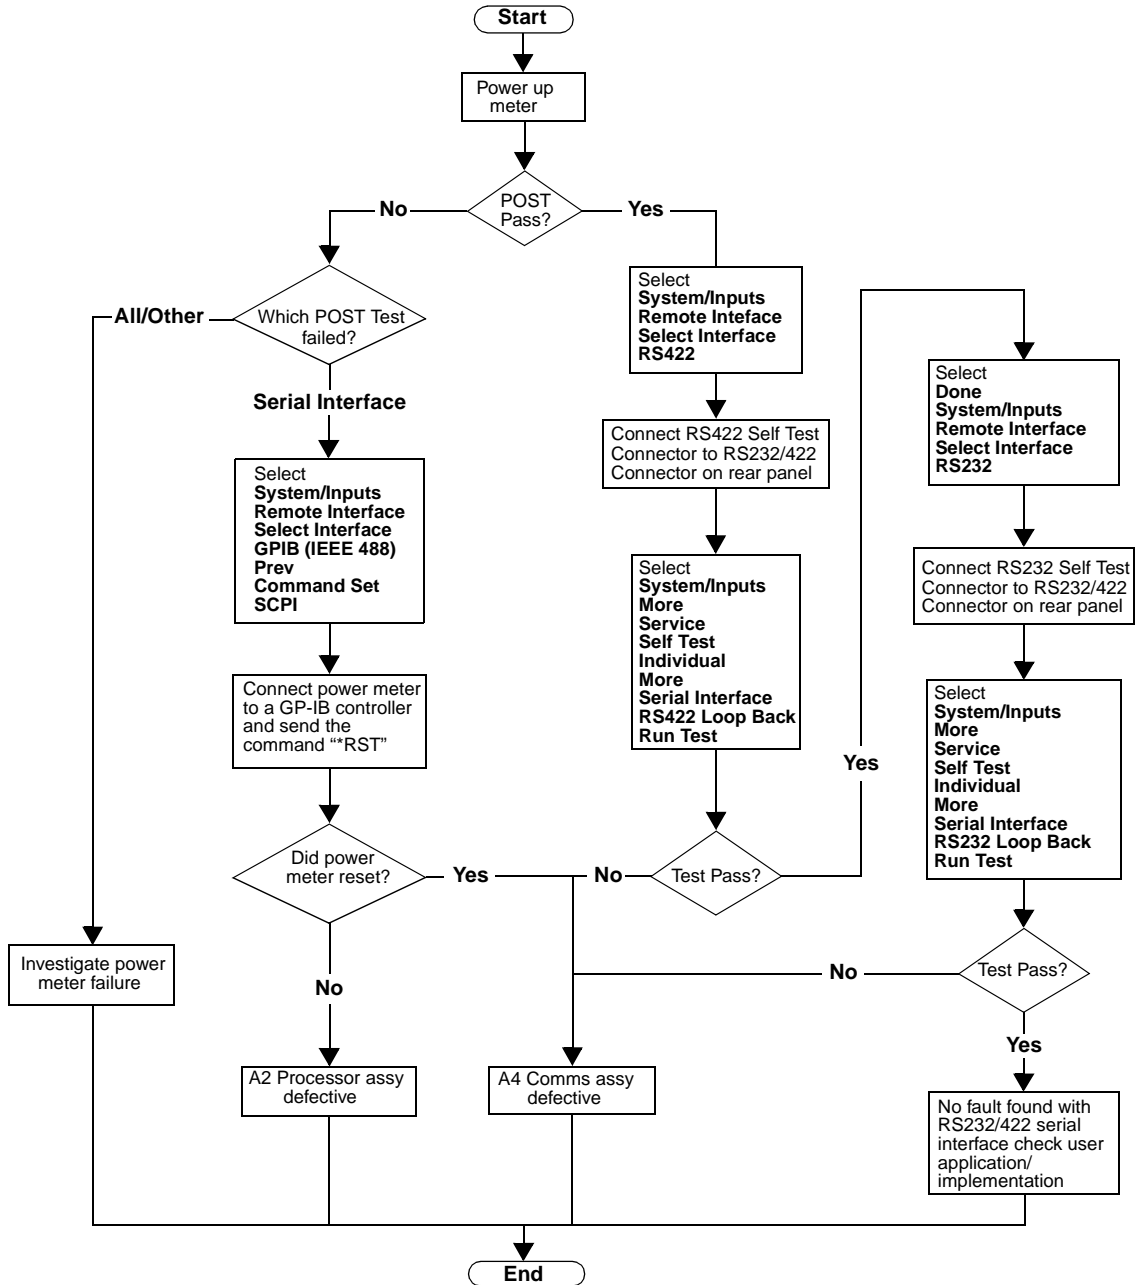 Start
Power up
meter
POST
Pass?
No
Yes
Which POST Test
failed?
All/Other
Serial Interface
Select
System/Inputs
Remote Interface
Select Interface
GPIB (IEEE 488)
Prev
Command Set
SCPI
Connect power meter
to a GP-IB controller
and send the
command “*RST”
Did power
meter reset?
Yes
No
Investigate power
meter failure
A2 Processor assy
defective
Select
System/Inputs
Remote Inteface
Select Interface
RS422
Connect RS422 Self Test
Connector to RS232/422
Connector on rear panel
Select
System/Inputs
More
Service
Self Test
Individual
More
Serial Interface
RS422 Loop Back
Run Test
Test Pass?
No
Yes
A4 Comms assy
defective
Select
Done
System/Inputs
Remote Interface
Select Interface
RS232
Connect RS232 Self Test
Connector to RS232/422
Connector on rear panel
Select
System/Inputs
More
Service
Self Test
Individual
More
Serial Interface
RS232 Loop Back
Run Test
Test Pass?
No
Yes
No fault found with
RS232/422 serial
interface check user
application/
implementation
End